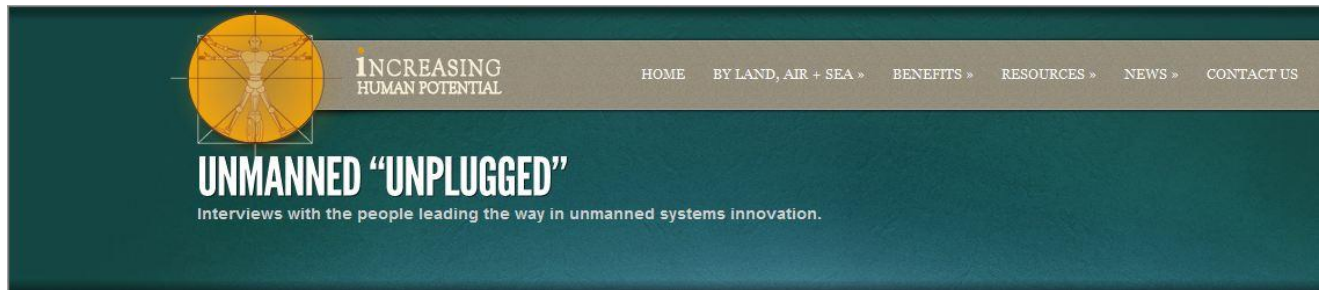 iNCREASING
HUMAN POTENTIAL
HOME BY LAND, AIR + SEA » BENEFITS » RESOURCES » NEWS » CONTACT US
UNMANNED “UNPLUGGED”
Interviews with the people leading the way in unmanned systems innovation.